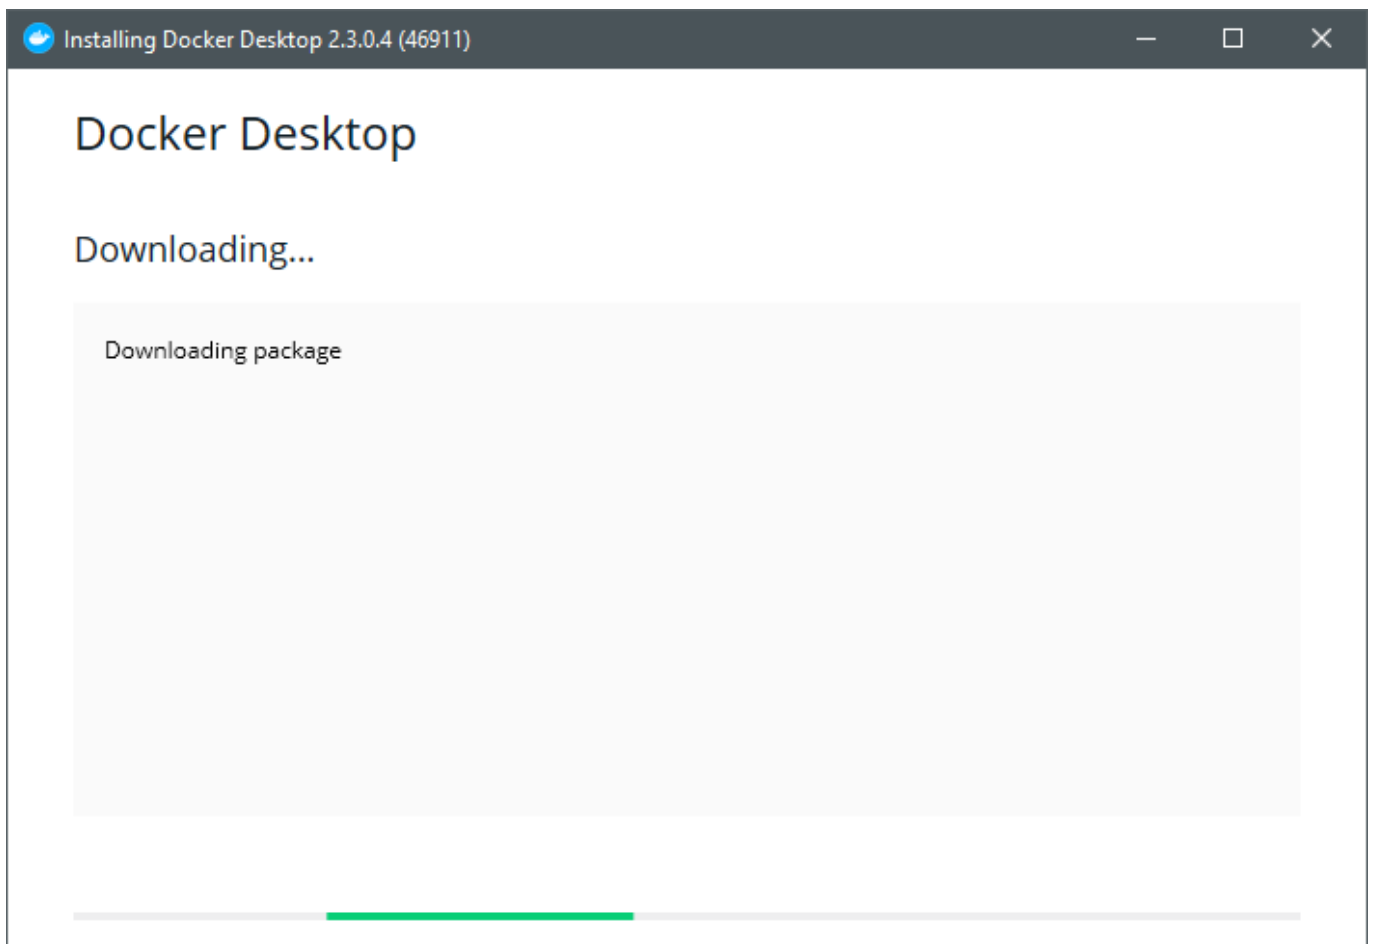 Installing Docker Desktop 2.3.0.4 (46911)
Docker Desktop
Downloading...
Downloading package